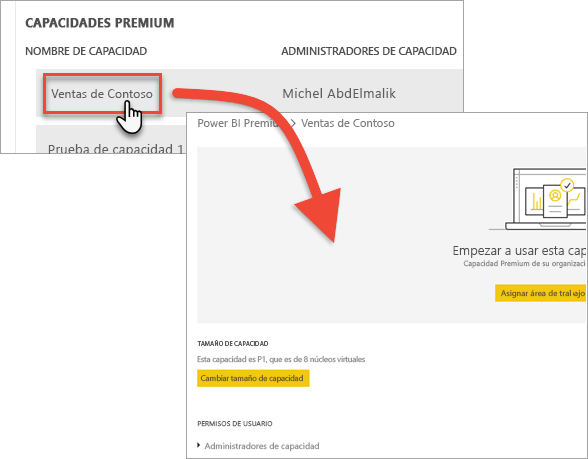 CAPACIDADES PREMIUM
NOMBRE DE CAPACIDAD ADMINISTRADORES DE CAPACIDAD
Ventas de Contoso Michel AbdElmalik
Prueba de capacidad 1
Power BI Premium > Ventas de Contoso
Empezar a usar esta cap
Capacidad Premium de su organizació
Asignar área de trabajo
TAMAÑO DE CAPACIDAD
Esta capacidad es P1, que es de 8 núcleos virtuales
Cambiar tamaño de capacidad
PERMISOS DE USUARIO
Administradores de capacidad